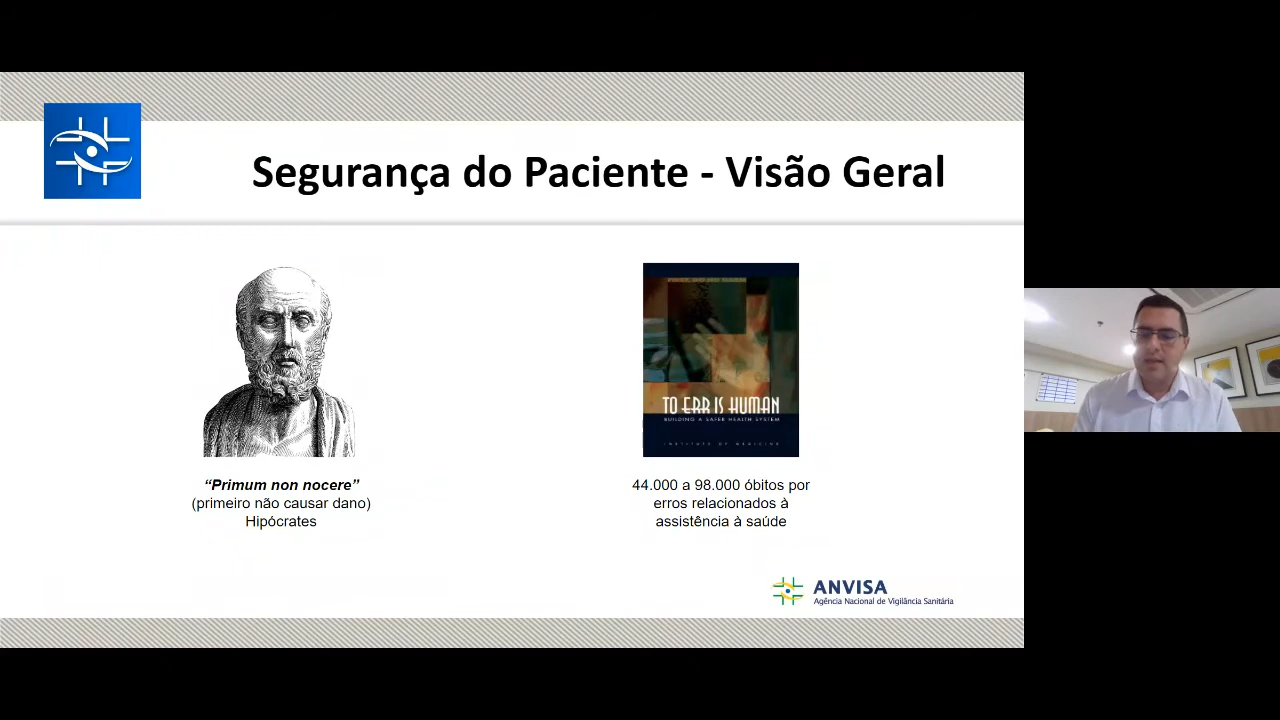 Segurança do Paciente - Visão Geral
TO ERR IS HUMAN
BUILDING A SAFER HEALTH SYSTEM
INSTITUTE OF MEDICINE
“Primum non nocere”
(primeiro não causar dano)
Hipócrates
44.000 a 98.000 óbitos por
erros relacionados à
assistência à saúde
ANVISA
Agência Nacional de Vigilância Sanitária